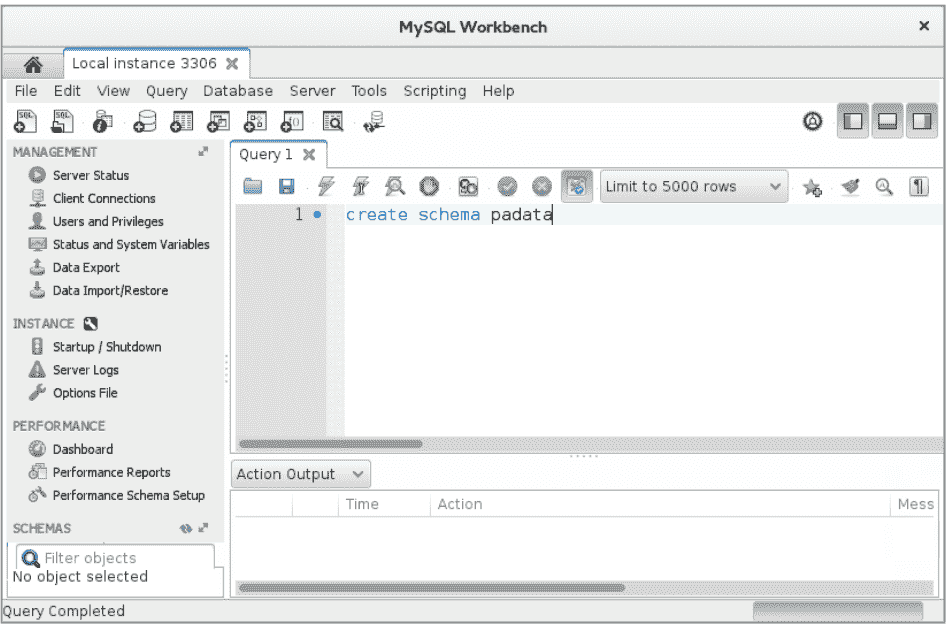 MySQL Workbench
Local instance 3306
File Edit View Query Database Server Tools Scripting Help
SQL SQL
MANAGEMENT
Server Status
Client Connections
Users and Privileges
Status and System Variables
Data Export
Data Import/Restore
INSTANCE
Startup / Shutdown
Server Logs
Options File
PERFORMANCE
Dashboard
Performance Reports
Performance Schema Setup
SCHEMAS
Filter objects
No object selected
Query 1
Limit to 5000 rows
1 create schema padata
Action Output
Time Action Mess
Query Completed